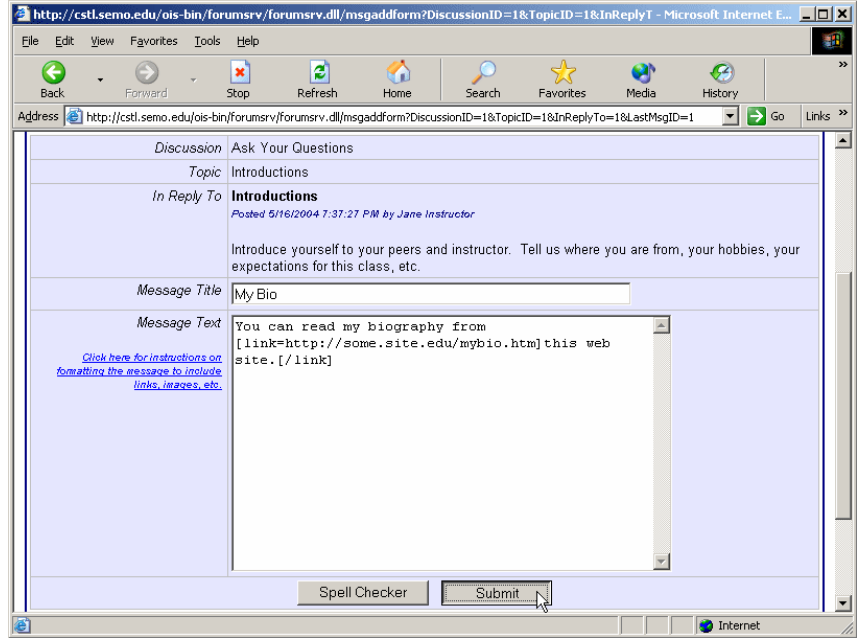 http://cstl.semo.edu/ois-bin/forumsrv/forumsrv.dll/msgaddform?DiscussionID=1&TopicID=1&InReplyT - Microsoft Internet E...
File Edit View Favorites Tools Help
Back Forward Stop Refresh Home Search Favorites Media History »
Address http://cstl.semo.edu/ois-bin/forumsrv/forumsrv.dll/msgaddform?DiscussionID=1&TopicID=1&InReplyTo=1&LastMsgID=1 Go Links »
Discussion Ask Your Questions
Topic Introductions
In Reply To Introductions
Posted 5/16/2004 7:37:27 PM by Jane Instructor
Introduce yourself to your peers and instructor. Tell us where you are from, your hobbies, your
expectations for this class, etc.
Message Title My Bio
Message Text You can read my biography from
[link=http://some.site.edu/mybio.htm]this web
site.[/link]
Click here for instructions on
formatting the message to include
links, images, etc.
Spell Checker Submit
Internet